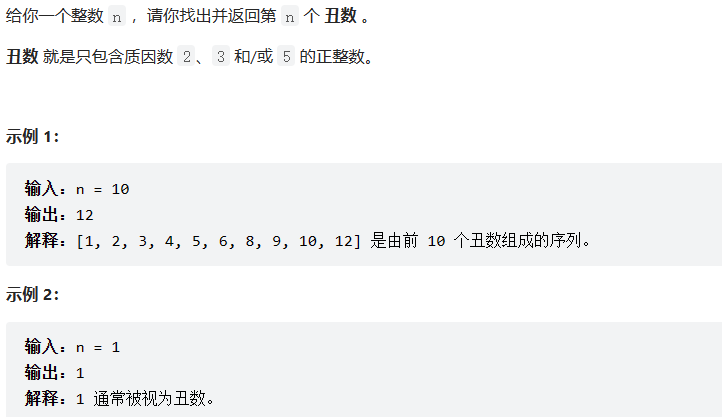 给你一个整数 n ，请你找出并返回第 n 个 丑数 。
丑数 就是只包含质因数 2、3 和/或 5 的正整数。
示例 1：
输入：n = 10
输出：12
解释：[1, 2, 3, 4, 5, 6, 8, 9, 10, 12] 是由前 10 个丑数组成的序列。
示例 2：
输入：n = 1
输出：1
解释：1 通常被视为丑数。